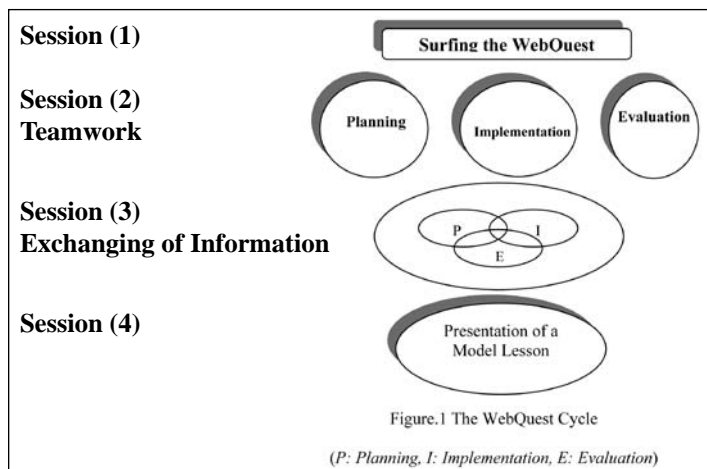 Session (1)
Surfing the WebQuest
Session (2)
Teamwork
Planning
Implementation
Evaluation
Session (3)
Exchanging of Information
P
I
E
Session (4)
Presentation of a
Model Lesson
Figure.1 The WebQuest Cycle
(P: Planning, I: Implementation, E: Evaluation)